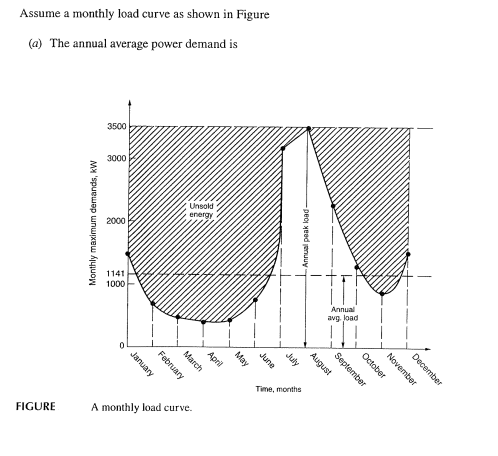 Assume a monthly load curve as shown in Figure
(a) The annual average power demand is
Monthly maximum demands, kW
3500
3000
2000
1141
1000
0
Unsold
energy
Annual peak load
Annual
avg. load
January
February
March
April
May
June
July
August
September
October
November
December
Time, months
FIGURE A monthly load curve.